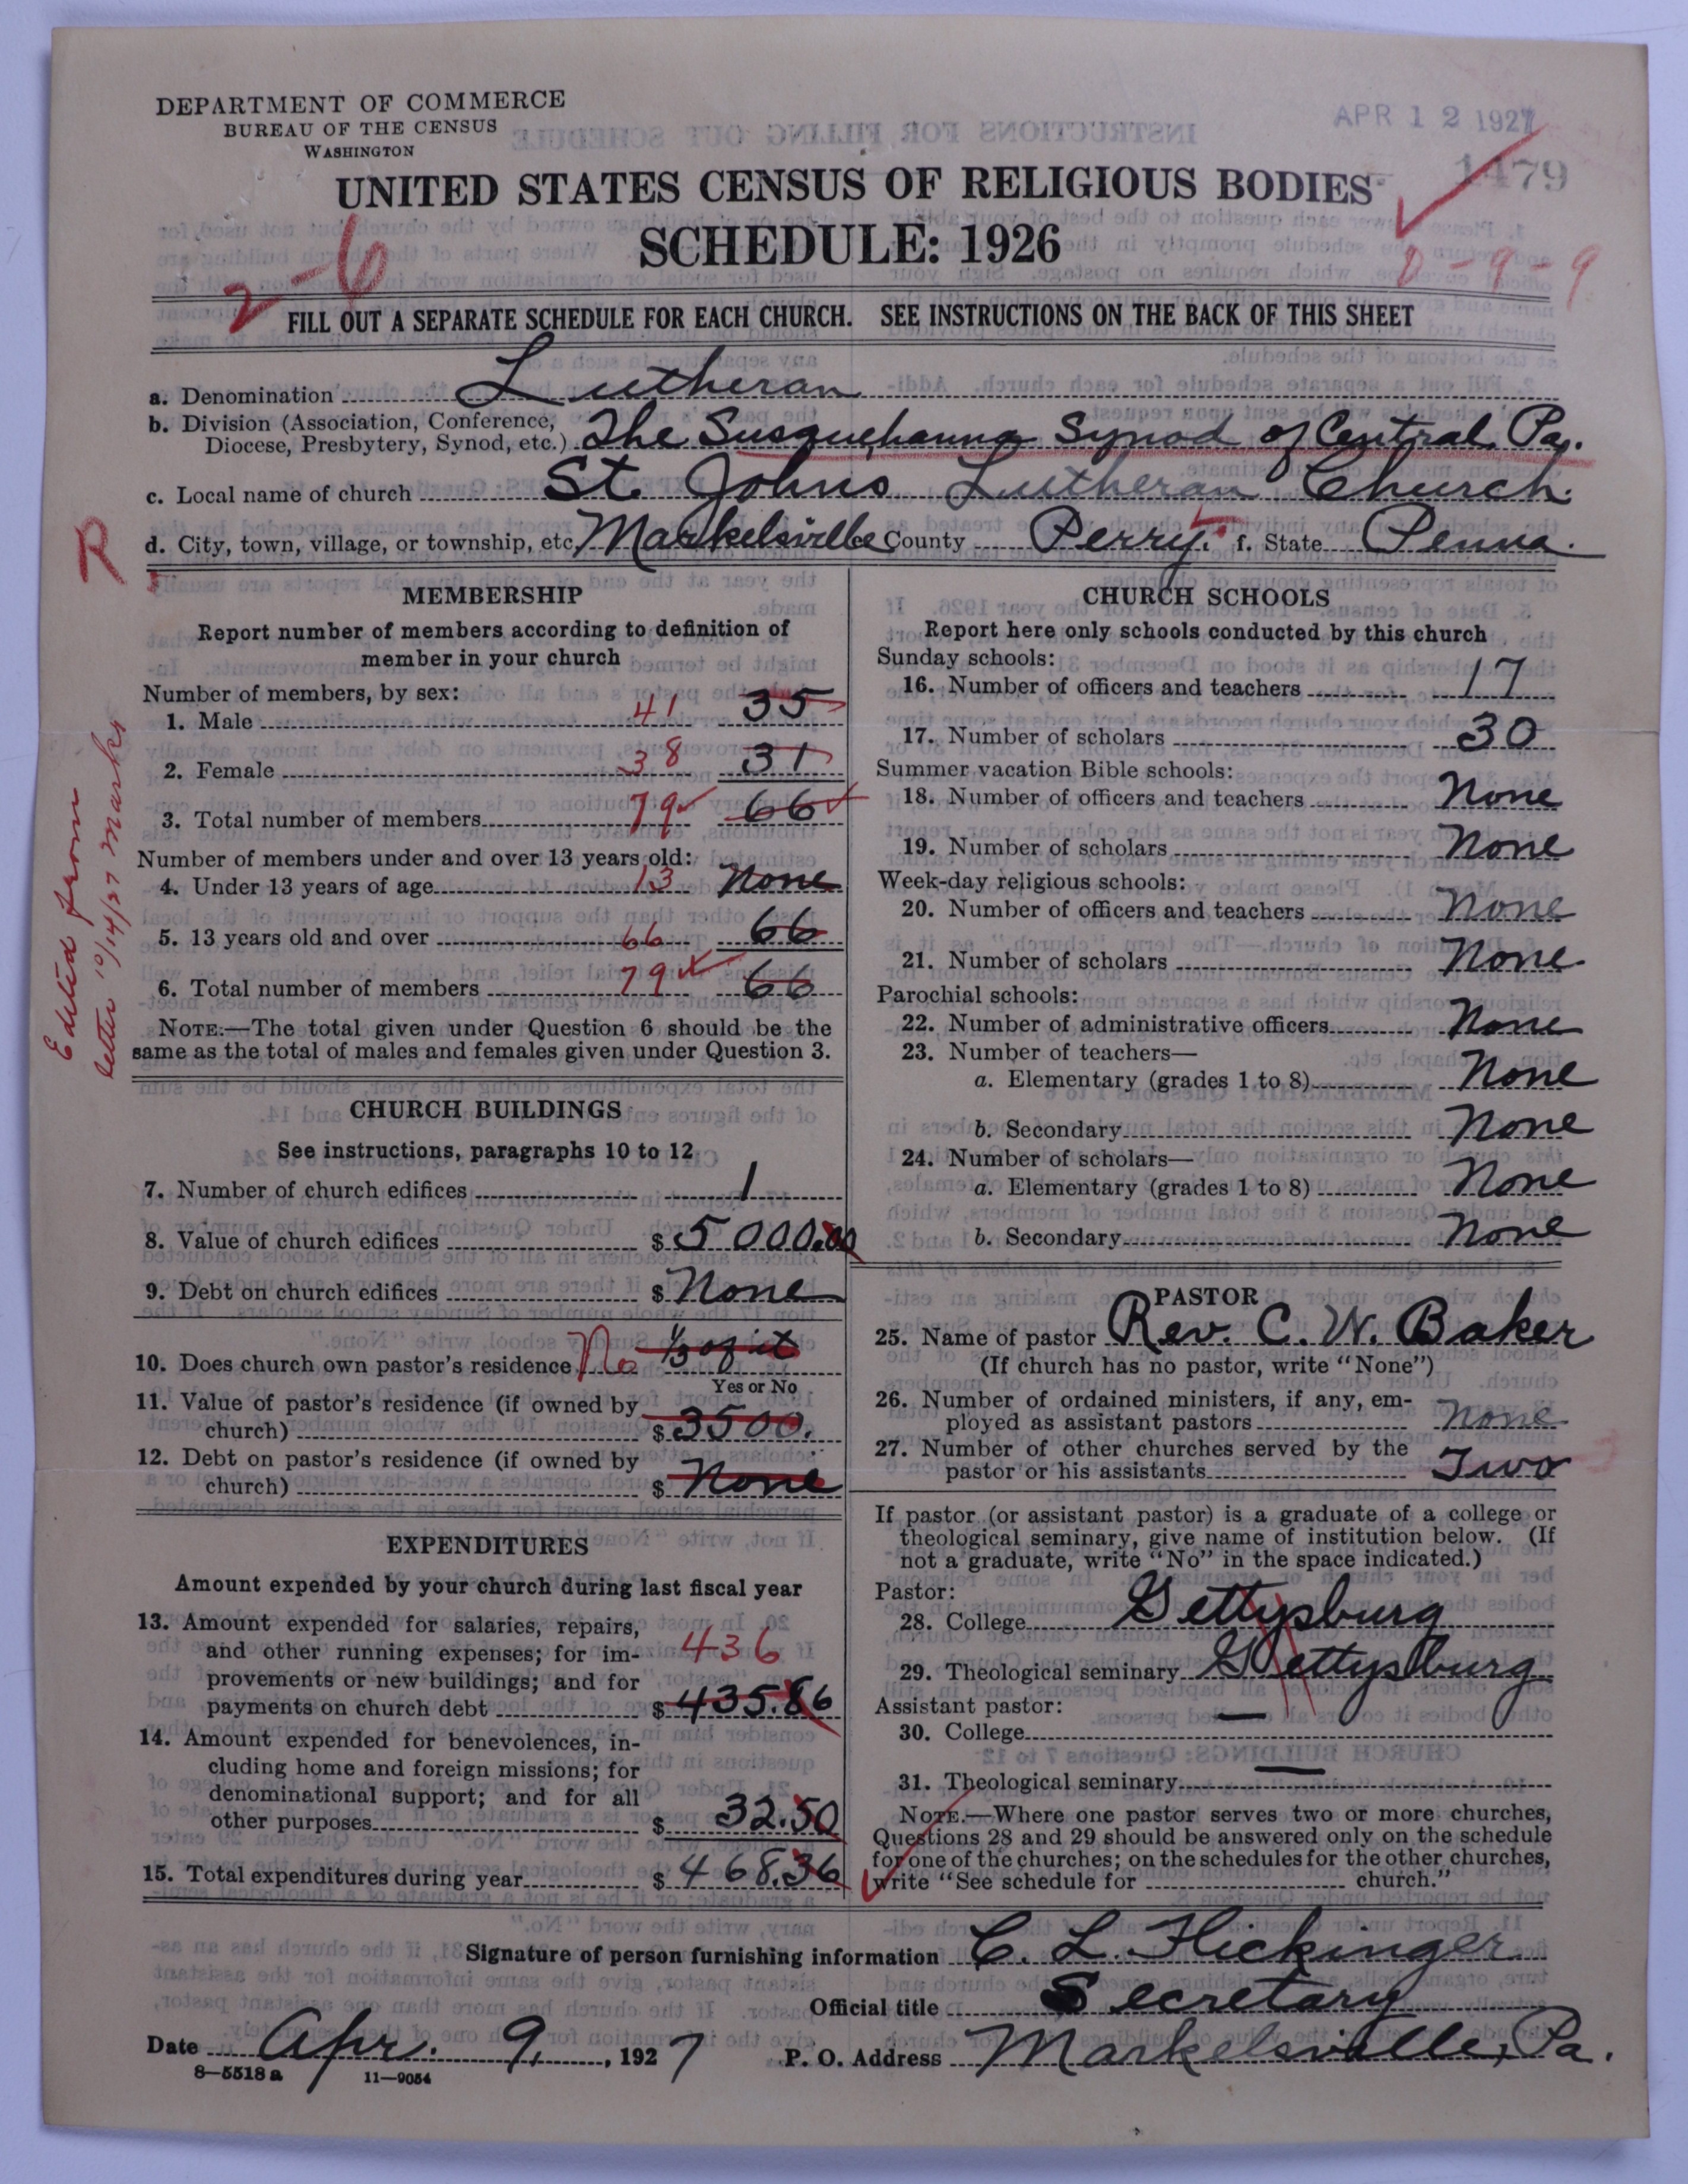 DEPARTMENT OF COMMERCE
BUREAU OF THE CENSUS
WASHINGTON
APR 12 1927
1479
UNITED STATES CENSUS OF RELIGIOUS BODIES
SCHEDULE: 1926
2-6
0-9-9
FILL OUT A SEPARATE SCHEDULE FOR EACH CHURCH. SEE INSTRUCTIONS ON THE BACK OF THIS SHEET
a. Denomination Lutheran
b. Division (Association, Conference,
Diocese, Presbytery, Synod, etc.) The Susquehanna Synod of Central Pa.
c. Local name of church St. Johns Lutheran Church.
d. City, town, village, or township, etc. Markelsville County Perry. f. State Penna.
R
Edited from
letter 10/14/27 Marks
MEMBERSHIP
Report number of members according to definition of
member in your church
Number of members, by sex:
1. Male 41 35
2. Female 38 31
3. Total number of members 79 66
Number of members under and over 13 years old:
4. Under 13 years of age 13 None
5. 13 years old and over 66 66
6. Total number of members 79 66
NOTE.—The total given under Question 6 should be the
same as the total of males and females given under Question 3.
CHURCH BUILDINGS
See instructions, paragraphs 10 to 12
7. Number of church edifices 1
8. Value of church edifices $ 5000.00
9. Debt on church edifices $ None
10. Does church own pastor's residence No 1/3 of it
Yes or No
11. Value of pastor's residence (if owned by
church) $ 3500.
12. Debt on pastor's residence (if owned by
church) $ None
EXPENDITURES
Amount expended by your church during last fiscal year
13. Amount expended for salaries, repairs,
and other running expenses; for im- 436
provements or new buildings; and for
payments on church debt $ 435.86
14. Amount expended for benevolences, in-
cluding home and foreign missions; for
denominational support; and for all
other purposes $ 32.50
15. Total expenditures during year $ 468.36
CHURCH SCHOOLS
Report here only schools conducted by this church
Sunday schools:
16. Number of officers and teachers 17
17. Number of scholars 30
Summer vacation Bible schools:
18. Number of officers and teachers None
19. Number of scholars None
Week-day religious schools:
20. Number of officers and teachers None
21. Number of scholars None
Parochial schools:
22. Number of administrative officers None
23. Number of teachers—
a. Elementary (grades 1 to 8) None
b. Secondary None
24. Number of scholars—
a. Elementary (grades 1 to 8) None
b. Secondary None
PASTOR
25. Name of pastor Rev. C. W. Baker
(If church has no pastor, write "None")
26. Number of ordained ministers, if any, em-
ployed as assistant pastors None
27. Number of other churches served by the
pastor or his assistants Two
If pastor (or assistant pastor) is a graduate of a college or
theological seminary, give name of institution below. (If
not a graduate, write "No" in the space indicated.)
Pastor:
28. College Gettysburg
29. Theological seminary Gettysburg
Assistant pastor:
30. College —
31. Theological seminary —
NOTE.—Where one pastor serves two or more churches,
Questions 28 and 29 should be answered only on the schedule
for one of the churches; on the schedules for the other churches,
write "See schedule for church."
Signature of person furnishing information C. L. Flickinger
Official title Secretary
Date Apr. 9, 1927
P. O. Address Markelsville, Pa.
8—5518 a 11—9054